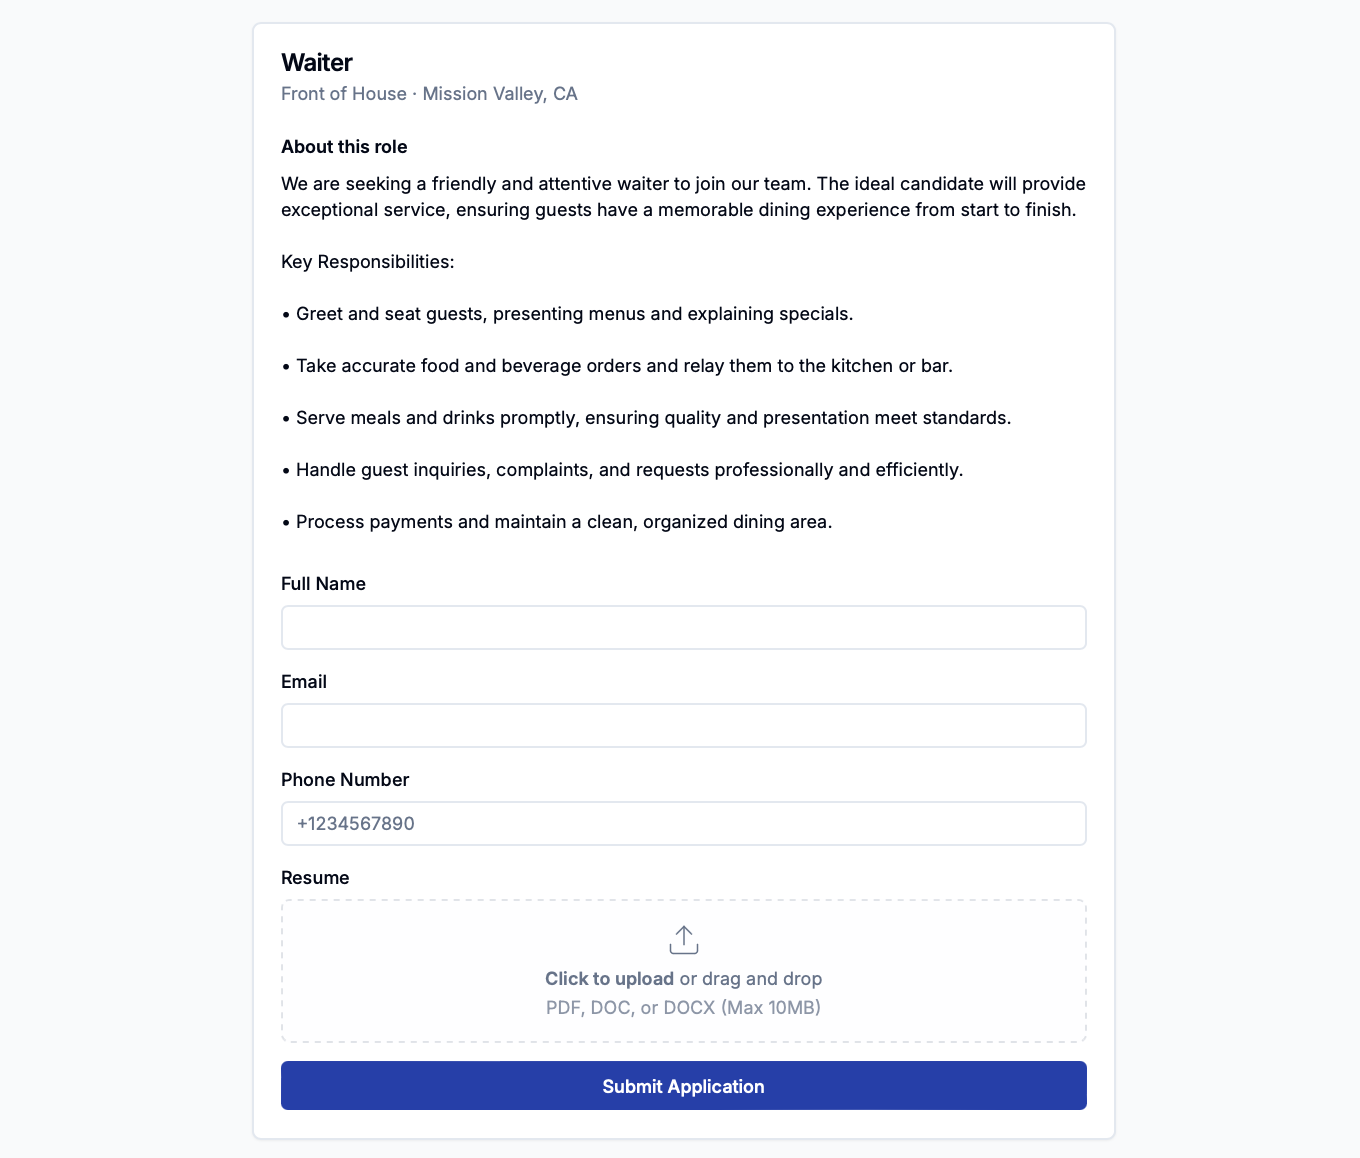 Waiter
Front of House · Mission Valley, CA
About this role
We are seeking a friendly and attentive waiter to join our team. The ideal candidate will provide
exceptional service, ensuring guests have a memorable dining experience from start to finish.
Key Responsibilities:
• Greet and seat guests, presenting menus and explaining specials.
• Take accurate food and beverage orders and relay them to the kitchen or bar.
• Serve meals and drinks promptly, ensuring quality and presentation meet standards.
• Handle guest inquiries, complaints, and requests professionally and efficiently.
• Process payments and maintain a clean, organized dining area.
Full Name
Email
Phone Number
+1234567890
Resume
Click to upload or drag and drop
PDF, DOC, or DOCX (Max 10MB)
Submit Application